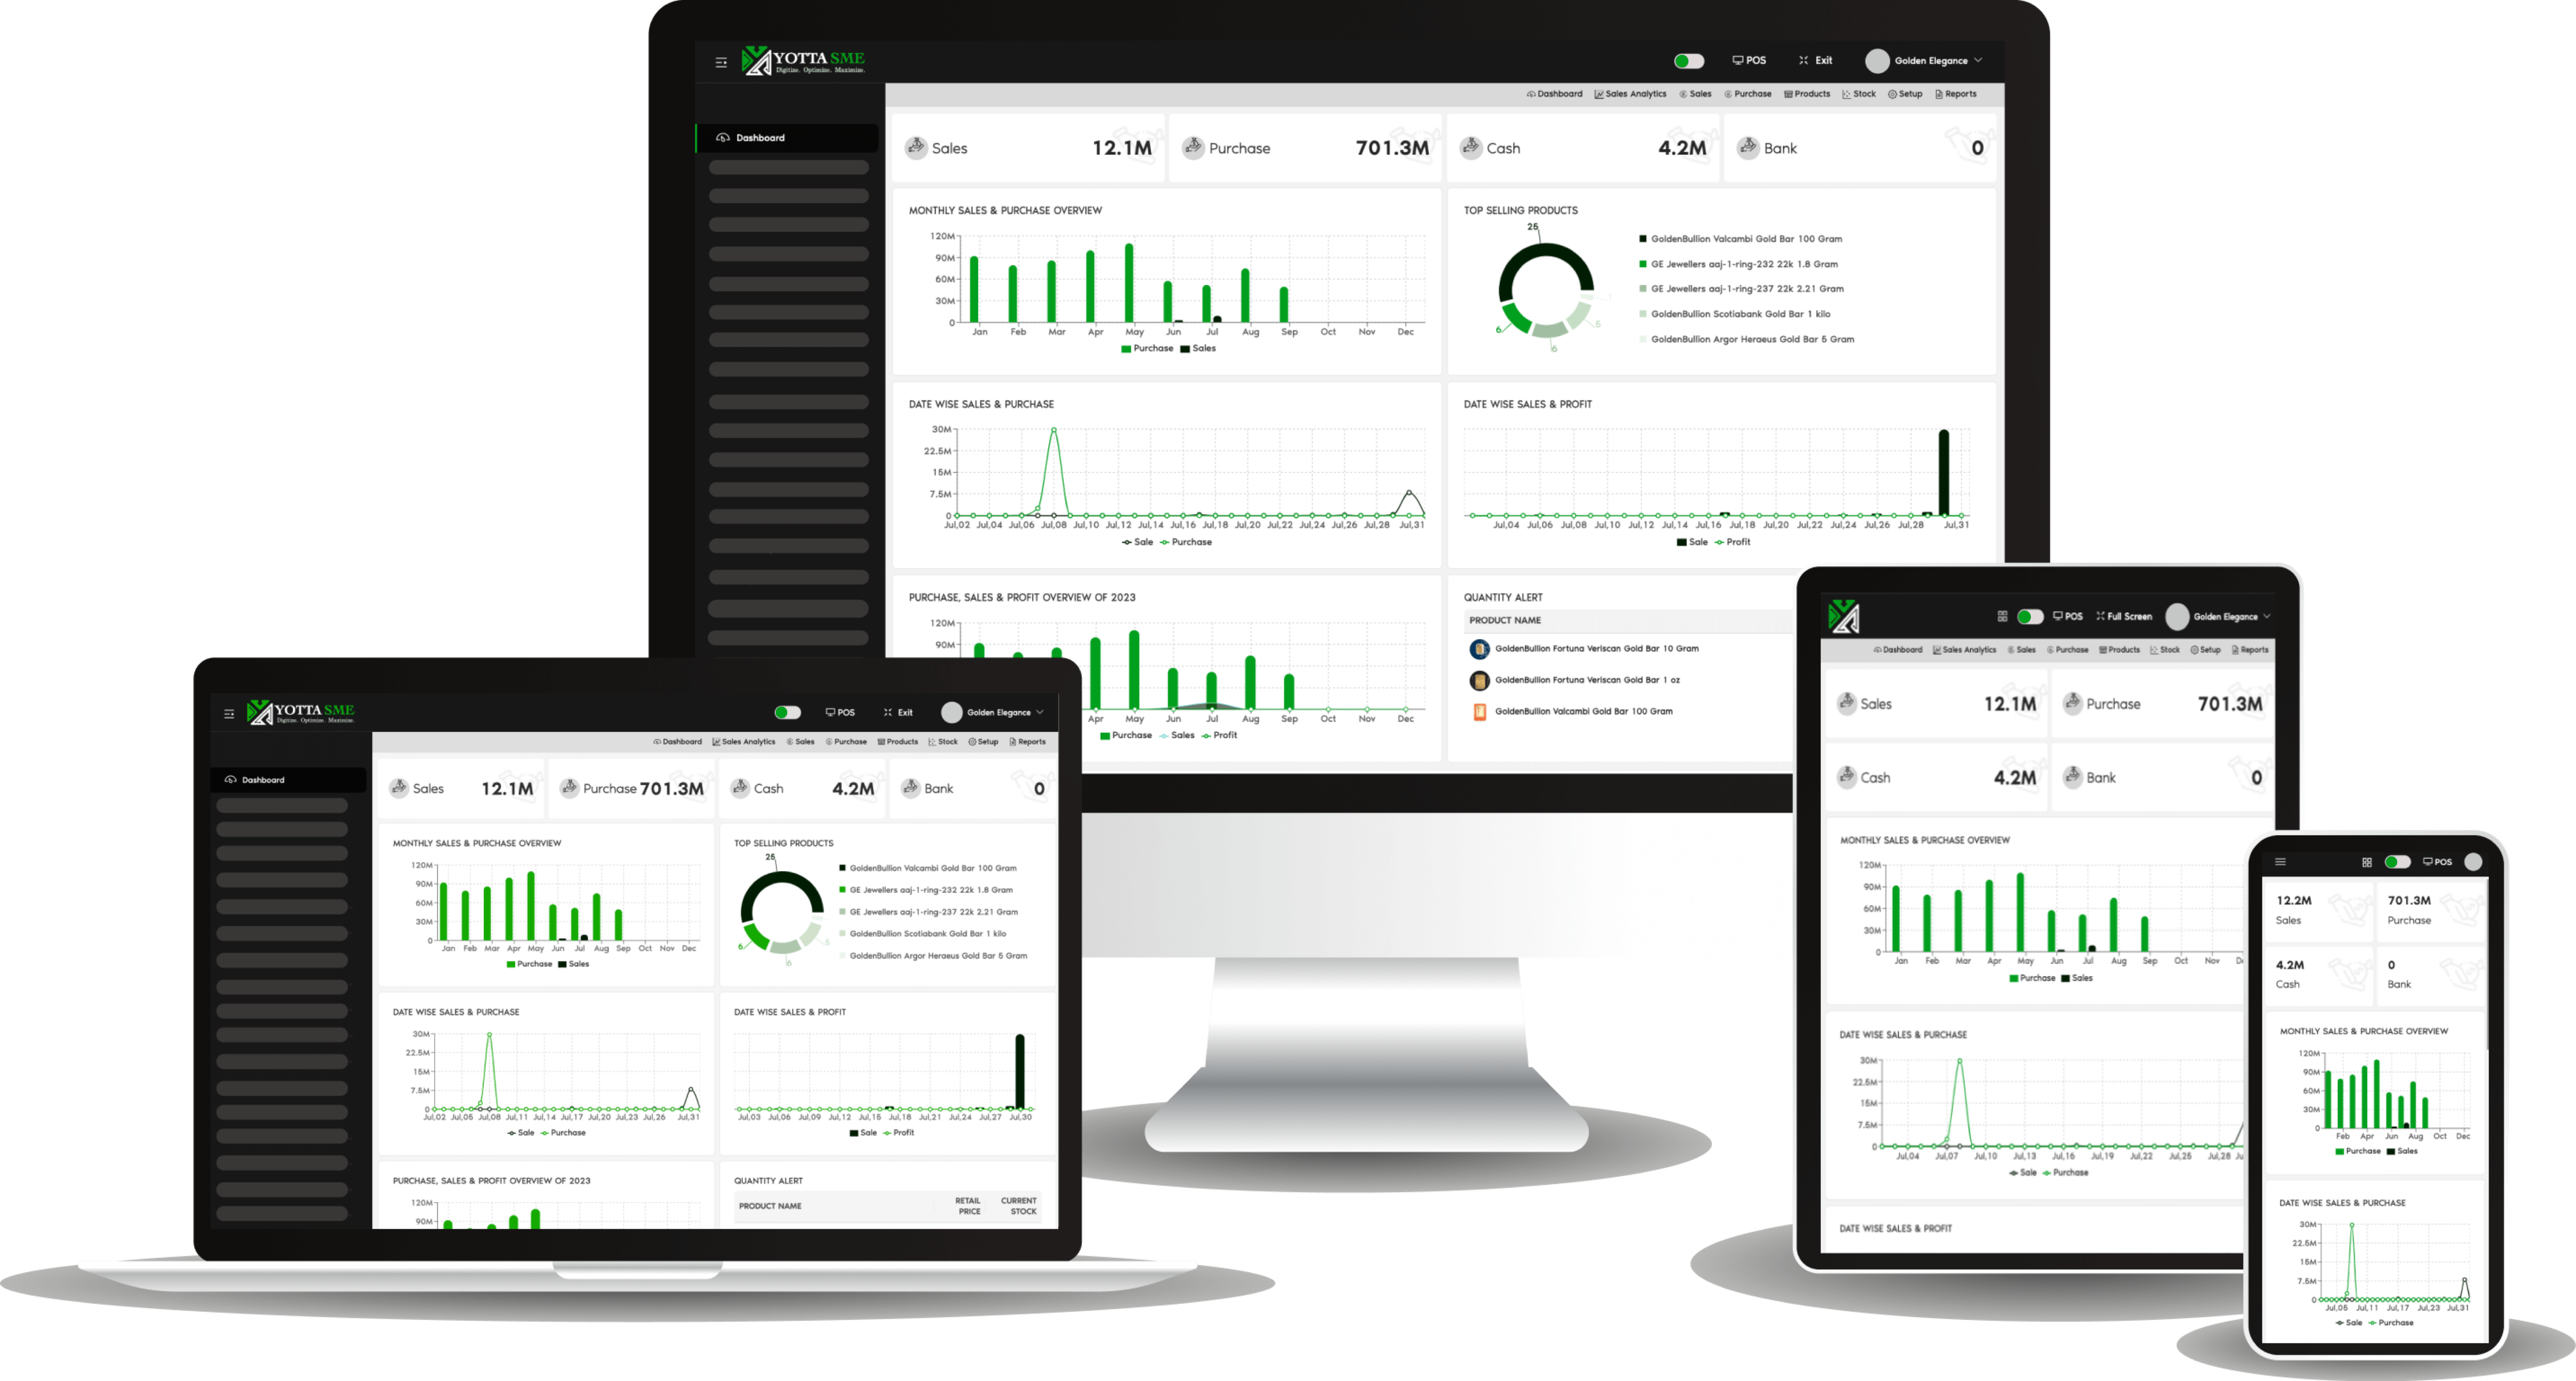 YOTTA SME
Digitize. Optimize. Maximize.
POS Exit Golden Elegance
Dashboard Sales Analytics Sales Purchase Products Stock Setup Reports
Dashboard
Sales 12.1M Purchase 701.3M Cash 4.2M Bank 0
MONTHLY SALES & PURCHASE OVERVIEW
120M
90M
60M
30M
0
Jan Feb Mar Apr May Jun Jul Aug Sep Oct Nov Dec
Purchase Sales
TOP SELLING PRODUCTS
25
6
6
5
GoldenBullion Valcambi Gold Bar 100 Gram
GE Jewellers aaj-1-ring-232 22k 1.8 Gram
GE Jewellers aaj-1-ring-237 22k 2.21 Gram
GoldenBullion Scotiabank Gold Bar 1 kilo
GoldenBullion Argor Heraeus Gold Bar 5 Gram
DATE WISE SALES & PURCHASE
30M
22.5M
15M
7.5M
0
Jul,02 Jul,04 Jul,06 Jul,08 Jul,10 Jul,12 Jul,14 Jul,16 Jul,18 Jul,20 Jul,22 Jul,24 Jul,26 Jul,28 Jul,31
Sale Purchase
DATE WISE SALES & PROFIT
Jul,04 Jul,06 Jul,08 Jul,10 Jul,12 Jul,14 Jul,16 Jul,18 Jul,20 Jul,22 Jul,24 Jul,26 Jul,28 Jul,31
Sale Profit
PURCHASE, SALES & PROFIT OVERVIEW OF 2023
120M
90M
Apr May Jun Jul Aug Sep Oct Nov Dec
Purchase Sales Profit
QUANTITY ALERT
PRODUCT NAME
GoldenBullion Fortuna Veriscan Gold Bar 10 Gram
GoldenBullion Fortuna Veriscan Gold Bar 1 oz
GoldenBullion Valcambi Gold Bar 100 Gram
YOTTA SME
Digitize. Optimize. Maximize.
POS Exit Golden Elegance
Dashboard Sales Analytics Sales Purchase Products Stock Setup Reports
Dashboard
Sales 12.1M Purchase 701.3M Cash 4.2M Bank 0
MONTHLY SALES & PURCHASE OVERVIEW
120M
90M
60M
30M
0
Jan Feb Mar Apr May Jun Jul Aug Sep Oct Nov Dec
Purchase Sales
TOP SELLING PRODUCTS
25
6
6
5
GoldenBullion Valcambi Gold Bar 100 Gram
GE Jewellers aaj-1-ring-232 22k 1.8 Gram
GE Jewellers aaj-1-ring-237 22k 2.21 Gram
GoldenBullion Scotiabank Gold Bar 1 kilo
GoldenBullion Argor Heraeus Gold Bar 5 Gram
DATE WISE SALES & PURCHASE
30M
22.5M
15M
7.5M
0
Jul,02 Jul,05 Jul,08 Jul,11 Jul,14 Jul,17 Jul,20 Jul,23 Jul,26 Jul,31
Sale Purchase
DATE WISE SALES & PROFIT
Jul,03 Jul,06 Jul,09 Jul,12 Jul,15 Jul,18 Jul,21 Jul,24 Jul,27 Jul,30
Sale Profit
PURCHASE, SALES & PROFIT OVERVIEW OF 2023
120M
90M
QUANTITY ALERT
PRODUCT NAME RETAIL PRICE CURRENT STOCK
POS Full Screen Golden Elegance
Dashboard Sales Analytics Sales Purchase Products Stock Setup Reports
Sales 12.1M Purchase 701.3M
Cash 4.2M Bank 0
MONTHLY SALES & PURCHASE OVERVIEW
120M
90M
60M
30M
0
Jan Feb Mar Apr May Jun Jul Aug Sep Oct Nov
Purchase Sales
DATE WISE SALES & PURCHASE
30M
22.5M
15M
7.5M
0
Jul,04 Jul,07 Jul,10 Jul,13 Jul,16 Jul,19 Jul,22 Jul,25 Jul,28
Sale Purchase
DATE WISE SALES & PROFIT
POS
12.2M 701.3M
Sales Purchase
4.2M 0
Cash Bank
MONTHLY SALES & PURCHASE OVERVIEW
120M
90M
60M
30M
0
Feb Apr Jun Aug Oct Dec
Purchase Sales
DATE WISE SALES & PURCHASE
30M
22.5M
15M
7.5M
0
Jul,05 Jul,11 Jul,17 Jul,23 Jul,31
Sale Purchase